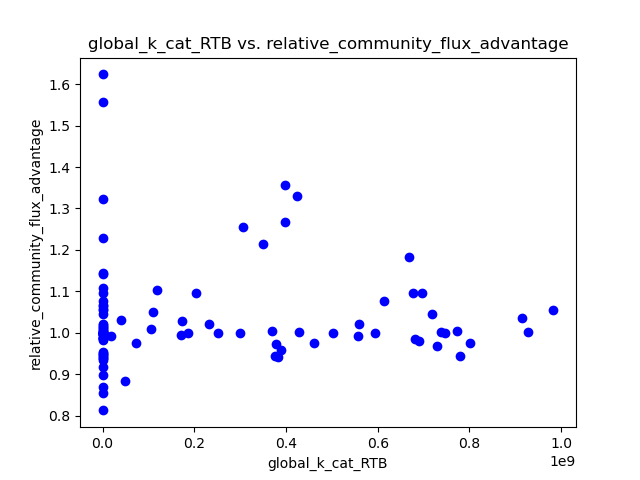 global_k_cat_RTB vs. relative_community_flux_advantage
relative_community_flux_advantage
1.6
1.5
1.4
1.3
1.2
1.1
1.0
0.9
0.8
0.0 0.2 0.4 0.6 0.8 1.0
1e9
global_k_cat_RTB